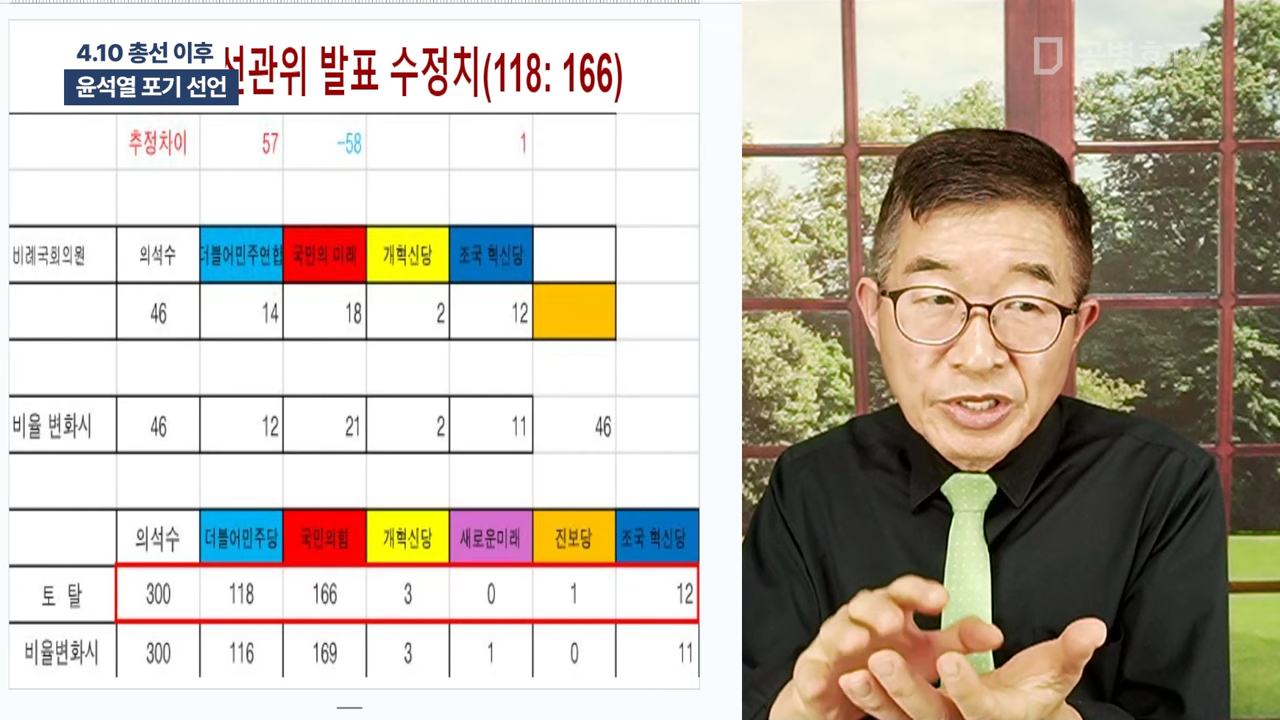 4.10 총선 이후
윤석열 포기 선언
선관위 발표 수정치(118: 166)
공병호TV
추정차이 57 -58 1
비례국회의원 의석수 더불어민주연합 국민의 미래 개혁신당 조국 혁신당
46 14 18 2 12
비율 변화시 46 12 21 2 11 46
의석수 더불어민주당 국민의힘 개혁신당 새로운미래 진보당 조국 혁신당
토 탈 300 118 166 3 0 1 12
비율변화시 300 116 169 3 1 0 11